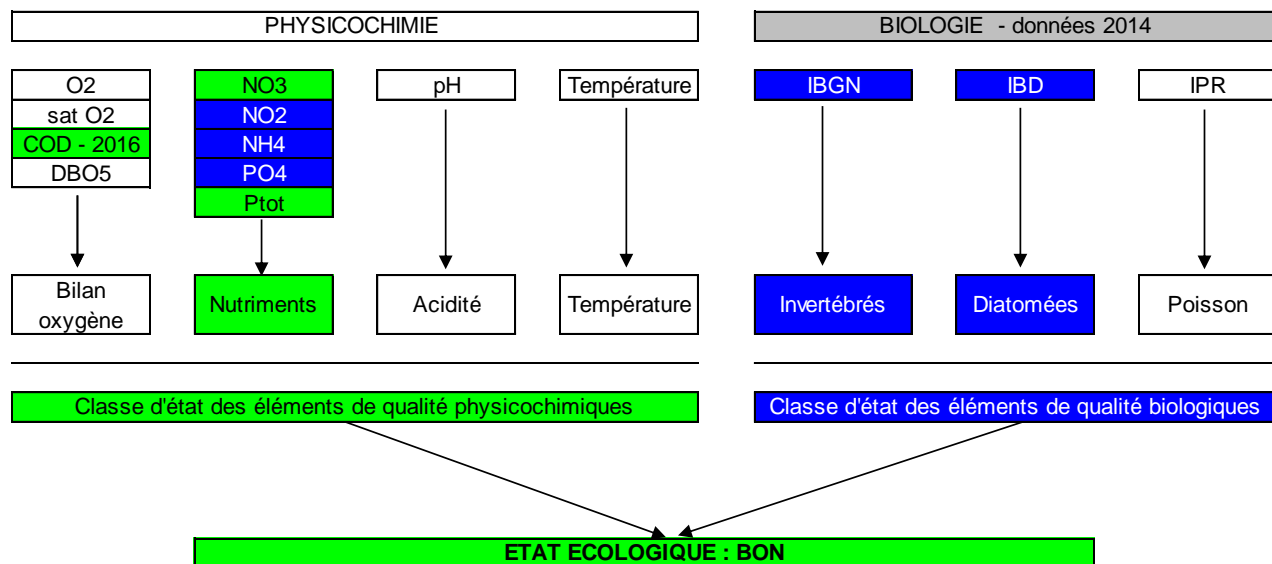 PHYSICOCHIMIE
BIOLOGIE - données 2014
O2
sat O2
COD - 2016
DBO5
NO3
NO2
NH4
PO4
Ptot
pH
Température
IBGN
IBD
IPR
Bilan
oxygène
Nutriments
Acidité
Température
Invertébrés
Diatomées
Poisson
Classe d'état des éléments de qualité physicochimiques
Classe d'état des éléments de qualité biologiques
ETAT ECOLOGIQUE : BON